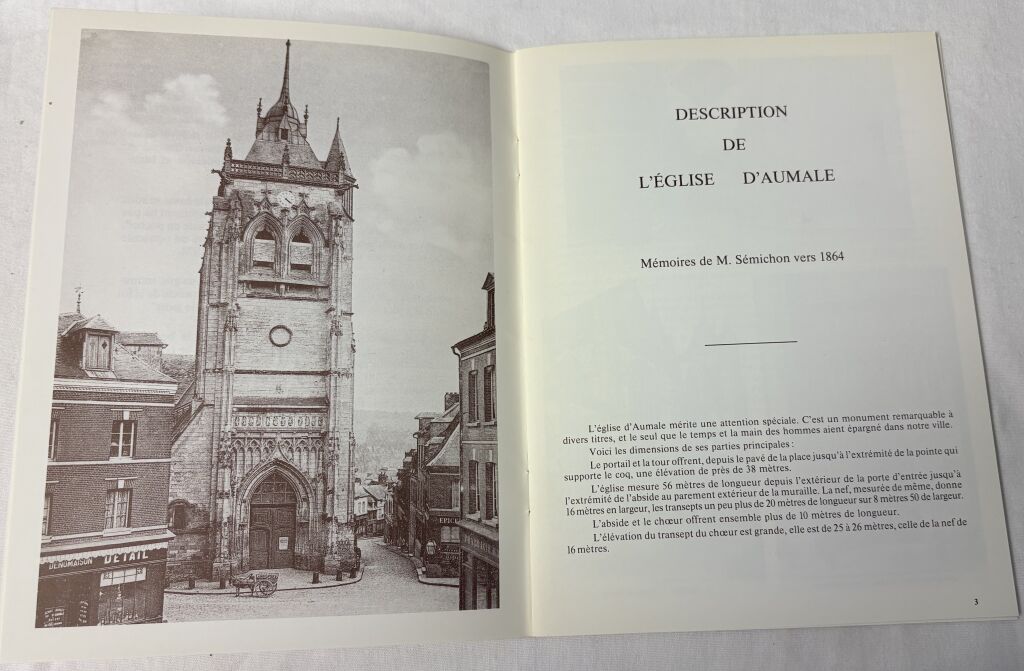 DENOMAISON DÉTAIL
EPICE
DESCRIPTION
DE
L'ÉGLISE D'AUMALE
Mémoires de M. Sémichon vers 1864
L'église d'Aumale mérite une attention spéciale. C'est un monument remarquable à
divers titres, et le seul que le temps et la main des hommes aient épargné dans notre ville.
Voici les dimensions de ses parties principales :
Le portail et la tour offrent, depuis le pavé de la place jusqu'à l'extrémité de la pointe qui
supporte le coq, une élévation de près de 38 mètres.
L'église mesure 56 mètres de longueur depuis l'extérieur de la porte d'entrée jusqu'à
l'extrémité de l'abside au parement extérieur de la muraille. La nef, mesurée de même, donne
16 mètres en largeur, les transepts un peu plus de 20 mètres de longueur sur 8 mètres 50 de largeur.
L'abside et le chœur offrent ensemble plus de 10 mètres de longueur.
L'élévation du transept du chœur est grande, elle est de 25 à 26 mètres, celle de la nef de
16 mètres.
3